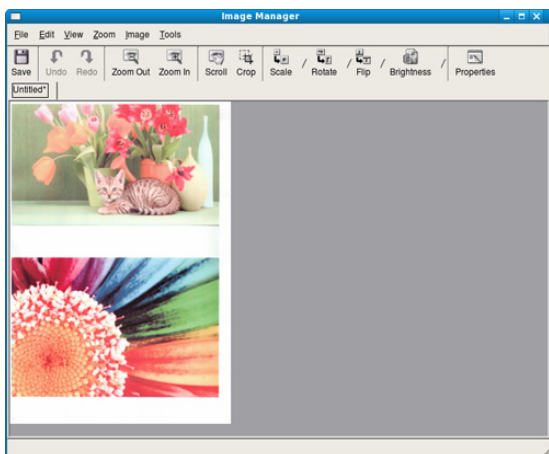 Image Manager
File Edit View Zoom Image Tools
Save Undo Redo Zoom Out Zoom In Scroll Crop Scale / Rotate / Flip / Brightness / Properties
Untitled*